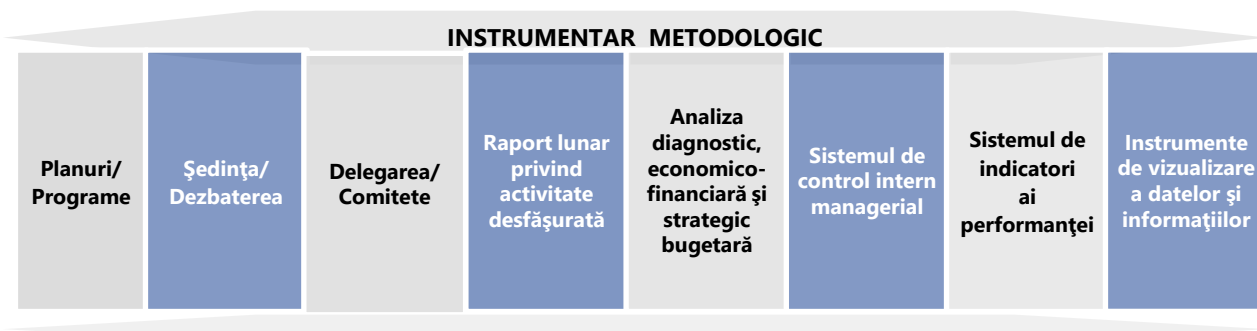 INSTRUMENTAR METODOLOGIC
Planuri/
Programe
Şedinţa/
Dezbaterea
Delegarea/
Comitete
Raport lunar
privind
activitate
desfăşurată
Analiza
diagnostic,
economico-
financiară şi
strategic
bugetară
Sistemul de
control intern
managerial
Sistemul de
indicatori
ai
performanţei
Instrumente
de vizualizare
a datelor şi
informaţiilor